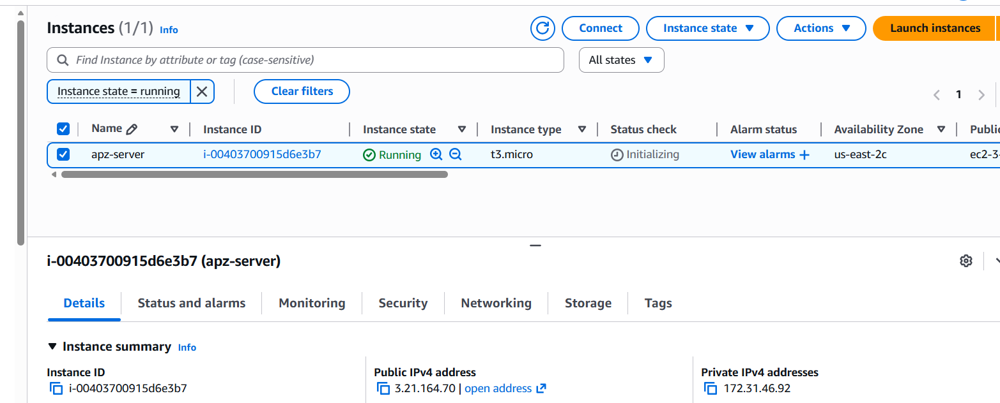 Instances (1/1) Info
Connect
Instance state
Actions
Launch instances
Find Instance by attribute or tag (case-sensitive)
All states
Instance state = running
Clear filters
1
Name Instance ID Instance state Instance type Status check Alarm status Availability Zone
apz-server i-00403700915d6e3b7 Running t3.micro Initializing View alarms + us-east-2c ec2-3-
i-00403700915d6e3b7 (apz-server)
Details Status and alarms Monitoring Security Networking Storage Tags
Instance summary Info
Instance ID Public IPv4 address Private IPv4 addresses
i-00403700915d6e3b7 3.21.164.70 | open address 172.31.46.92